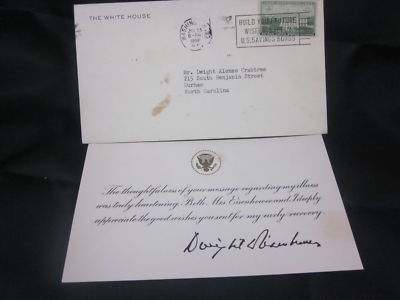 THE WHITE HOUSE
BUILD YOUR FUTURE
WISELY
U.S. SAVINGS BONDS
Mr. Dwight Alonzo Crabtree
215 South Benjamin Street
Durham
North Carolina
The thoughtfulness of your message regarding my illness
was truly heartening. Both Mrs. Eisenhower and I deeply
appreciate the good wishes you sent for my early recovery.
Dwight D Eisenhower